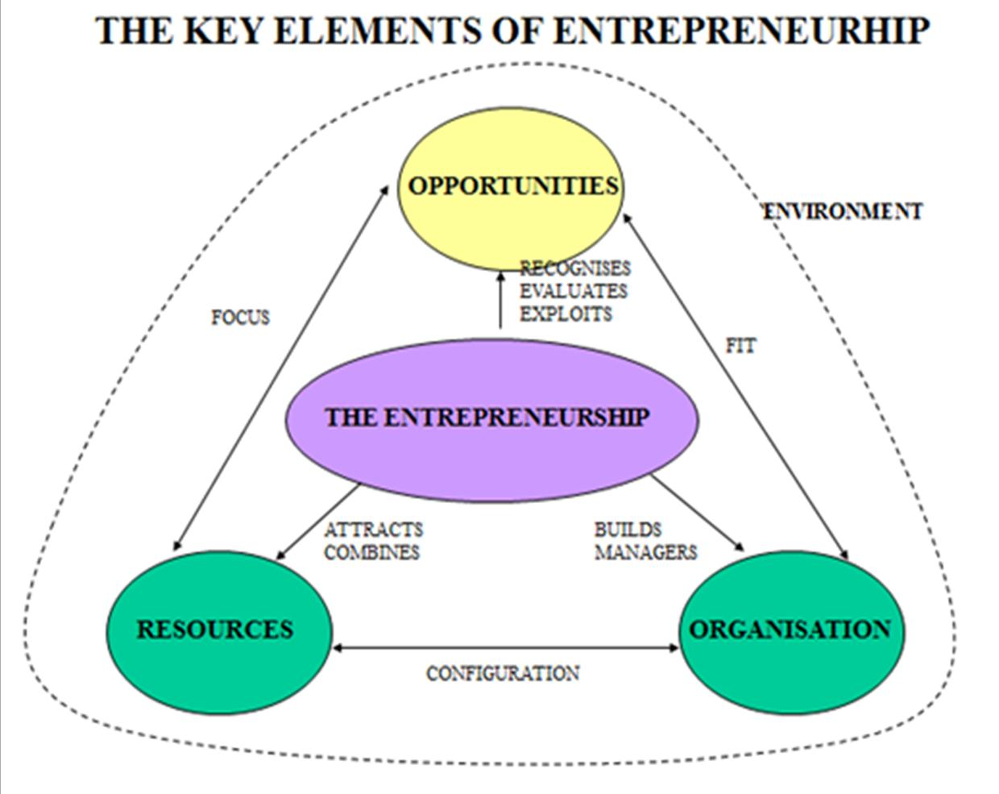 THE KEY ELEMENTS OF ENTREPRENEURHIP
OPPORTUNITIES
ENVIRONMENT
RECOGNISES
EVALUATES
EXPLOITS
FOCUS
FIT
THE ENTREPRENEURSHIP
ATTRACTS
COMBINES
BUILDS
MANAGERS
RESOURCES
ORGANISATION
CONFIGURATION